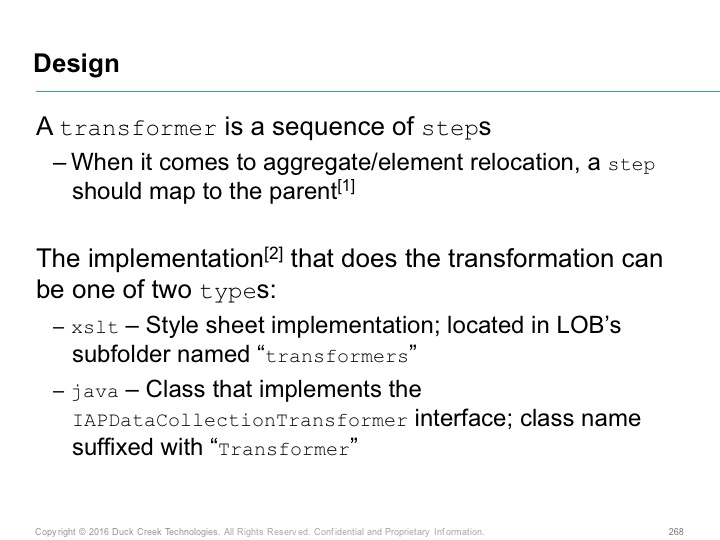 Design
A transformer is a sequence of steps
– When it comes to aggregate/element relocation, a step
should map to the parent[1]
The implementation[2] that does the transformation can
be one of two types:
– xslt – Style sheet implementation; located in LOB’s
subfolder named “transformers”
– java – Class that implements the
IAPDataCollectionTransformer interface; class name
suffixed with “Transformer”
Copyright © 2016 Duck Creek Technologies. All Rights Reserved. Confidential and Proprietary Information. 268